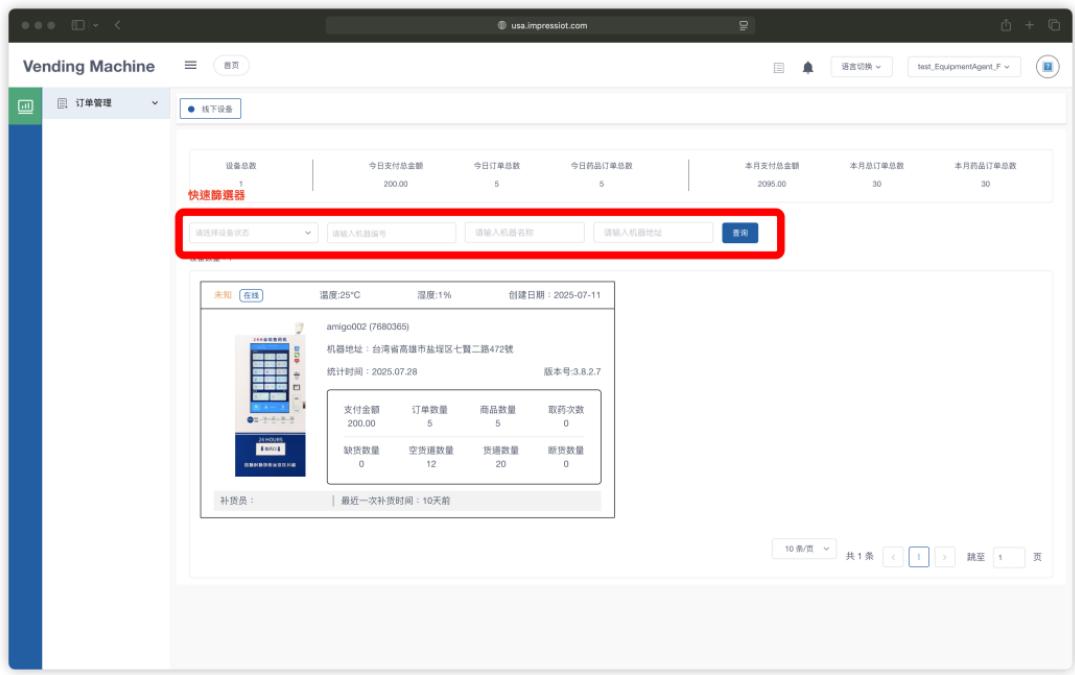 usa.impressiot.com
Vending Machine
首页
语言切换
test_EquipmentAgent_F
订单管理
线下设备
设备总数
今日支付总金额
今日订单总数
今日药品订单总数
本月支付总金额
本月总订单总数
本月药品订单总数
1
200.00
5
5
2095.00
30
30
快速篩選器
请选择设备状态
请输入机器编号
请输入机器名称
请输入机器地址
查询
未知 在线 温度:25°C 湿度:1% 创建日期：2025-07-11
amigo002 (7680365)
机器地址：台湾省高雄市盐埕区七賢二路472號
统计时间：2025.07.28 版本号:3.8.2.7
支付金额 订单数量 商品数量 取药次数
200.00 5 5 0
缺货数量 空货道数量 货道数量 断货数量
0 12 20 0
24 HOURS
补货员： 最近一次补货时间：10天前
10 条/页 共 1 条 1 跳至 1 页